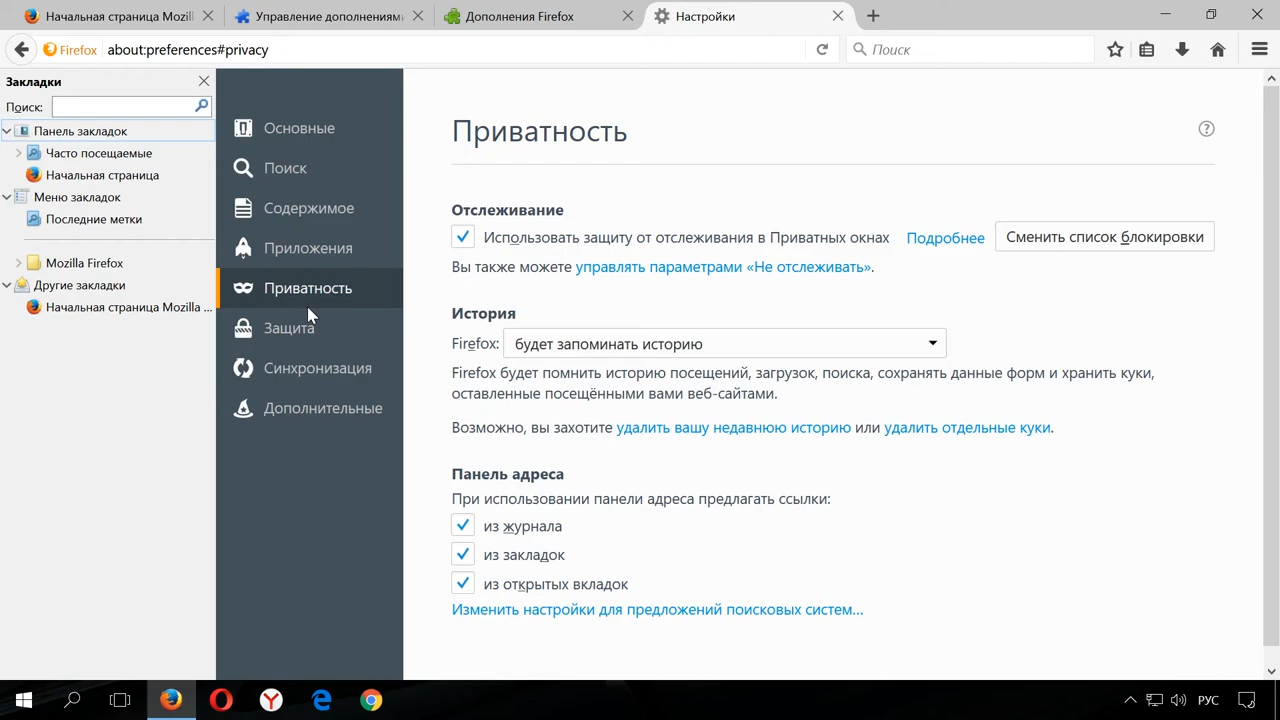 Начальная страница Mozill
Управление дополнениями
Дополнения Firefox
Настройки
Firefox
about:preferences#privacy
Поиск
Закладки
Поиск:
Панель закладок
Часто посещаемые
Начальная страница
Меню закладок
Последние метки
Mozilla Firefox
Другие закладки
Начальная страница Mozilla ...
Основные
Поиск
Содержимое
Приложения
Приватность
Защита
Синхронизация
Дополнительные
Приватность
Отслеживание
Использовать защиту от отслеживания в Приватных окнах Подробнее Сменить список блокировки
Вы также можете управлять параметрами «Не отслеживать».
История
Firefox: будет запоминать историю
Firefox будет помнить историю посещений, загрузок, поиска, сохранять данные форм и хранить куки,
оставленные посещёнными вами веб-сайтами.
Возможно, вы захотите удалить вашу недавнюю историю или удалить отдельные куки.
Панель адреса
При использовании панели адреса предлагать ссылки:
из журнала
из закладок
из открытых вкладок
Изменить настройки для предложений поисковых систем...
РУС